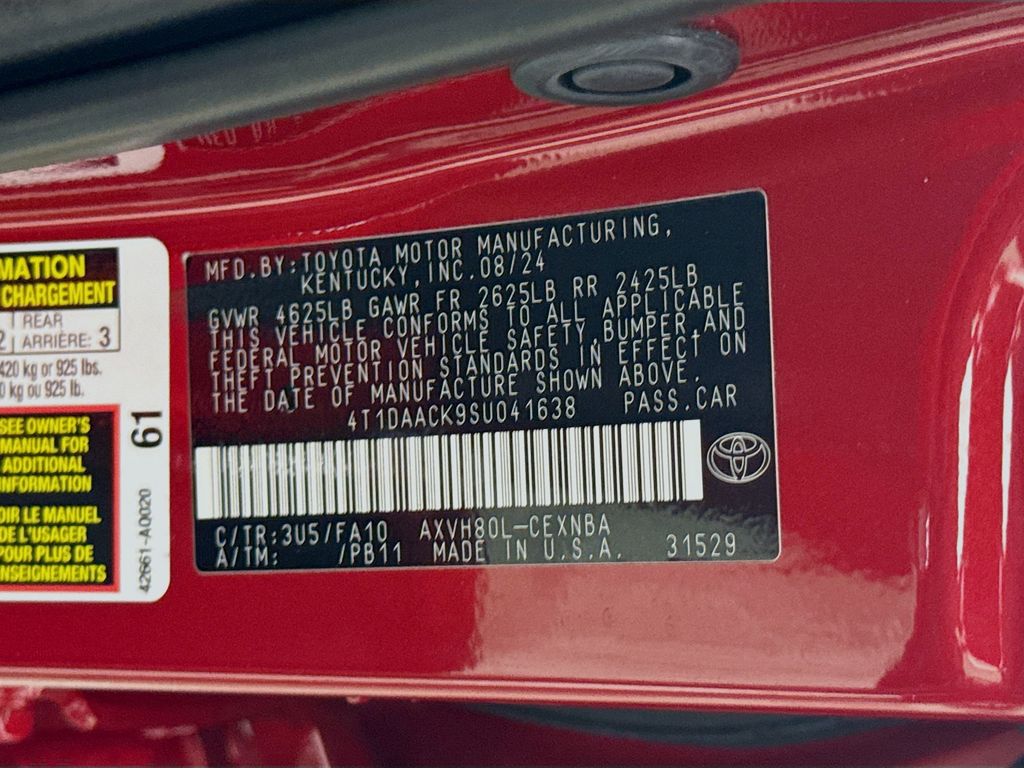 MFD.BY:TOYOTA MOTOR MANUFACTURING,
KENTUCKY,INC.08/24
GVWR 4625LB GAWR FR 2625LB RR 2425LB
THIS VEHICLE CONFORMS TO ALL APPLICABLE
FEDERAL MOTOR VEHICLE SAFETY,BUMPER,AND
THEFT PREVENTION STANDARDS IN EFFECT ON
THE DATE OF MANUFACTURE SHOWN ABOVE.
4T1DAACK9SU041638 PASS.CAR
C/TR:3U5/FA10 AXVH80L-CEXNBA
A/TM: /PB11 MADE IN U.S.A. 31529
MATION
CHARGEMENT
2 REAR
ARRIÈRE: 3
420 kg or 925 lbs.
0 kg ou 925 lb.
SEE OWNER'S
MANUAL FOR
ADDITIONAL
INFORMATION
OIR LE MANUEL
DE L'USAGER
POUR PLUS DE
NSEIGNEMENTS
61
42661-A0020